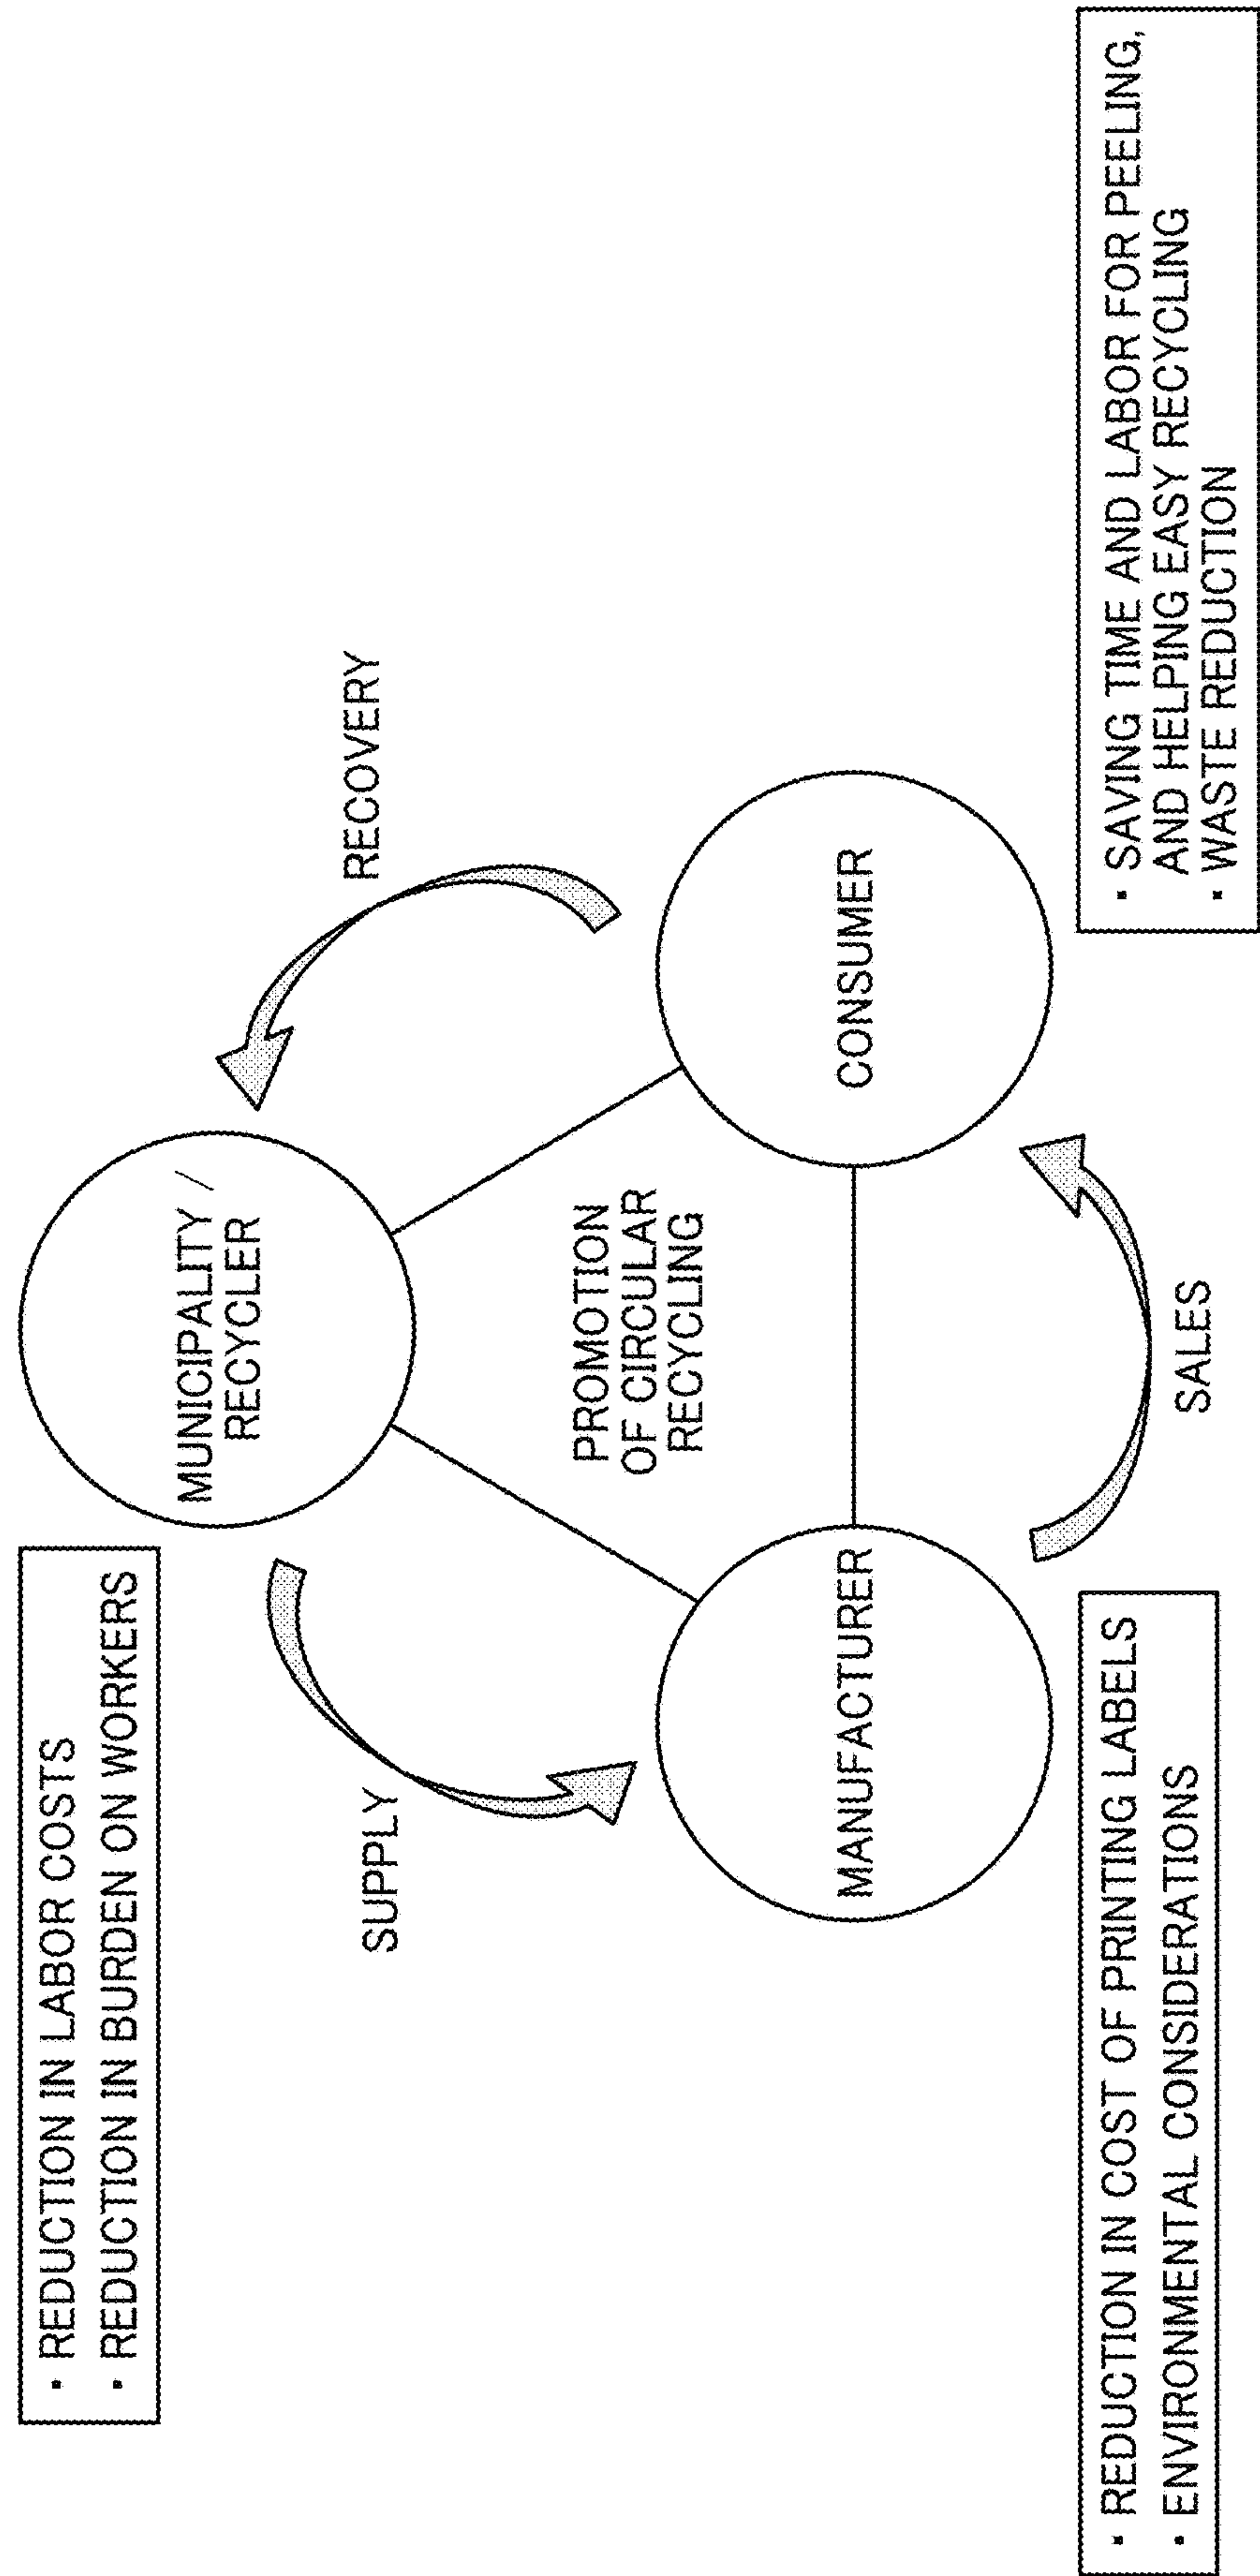 · REDUCTION IN LABOR COSTS
· REDUCTION IN BURDEN ON WORKERS
MUNICIPALITY /
RECYCLER
SUPPLY
RECOVERY
PROMOTION
OF CIRCULAR
RECYCLING
MANUFACTURER
CONSUMER
SALES
· REDUCTION IN COST OF PRINTING LABELS
· ENVIRONMENTAL CONSIDERATIONS
· SAVING TIME AND LABOR FOR PEELING,
AND HELPING EASY RECYCLING
· WASTE REDUCTION